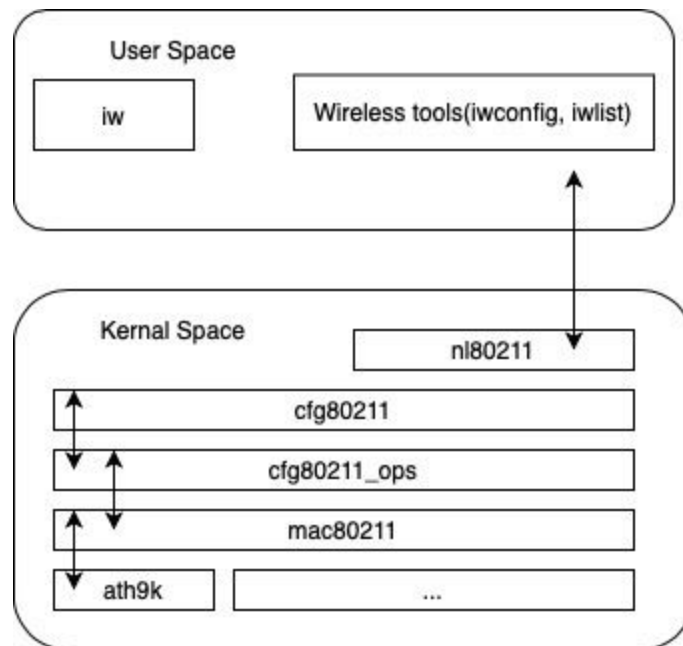 User Space
iw
Wireless tools(iwconfig, iwlist)
Kernal Space
nl80211
cfg80211
cfg80211_ops
mac80211
ath9k
...